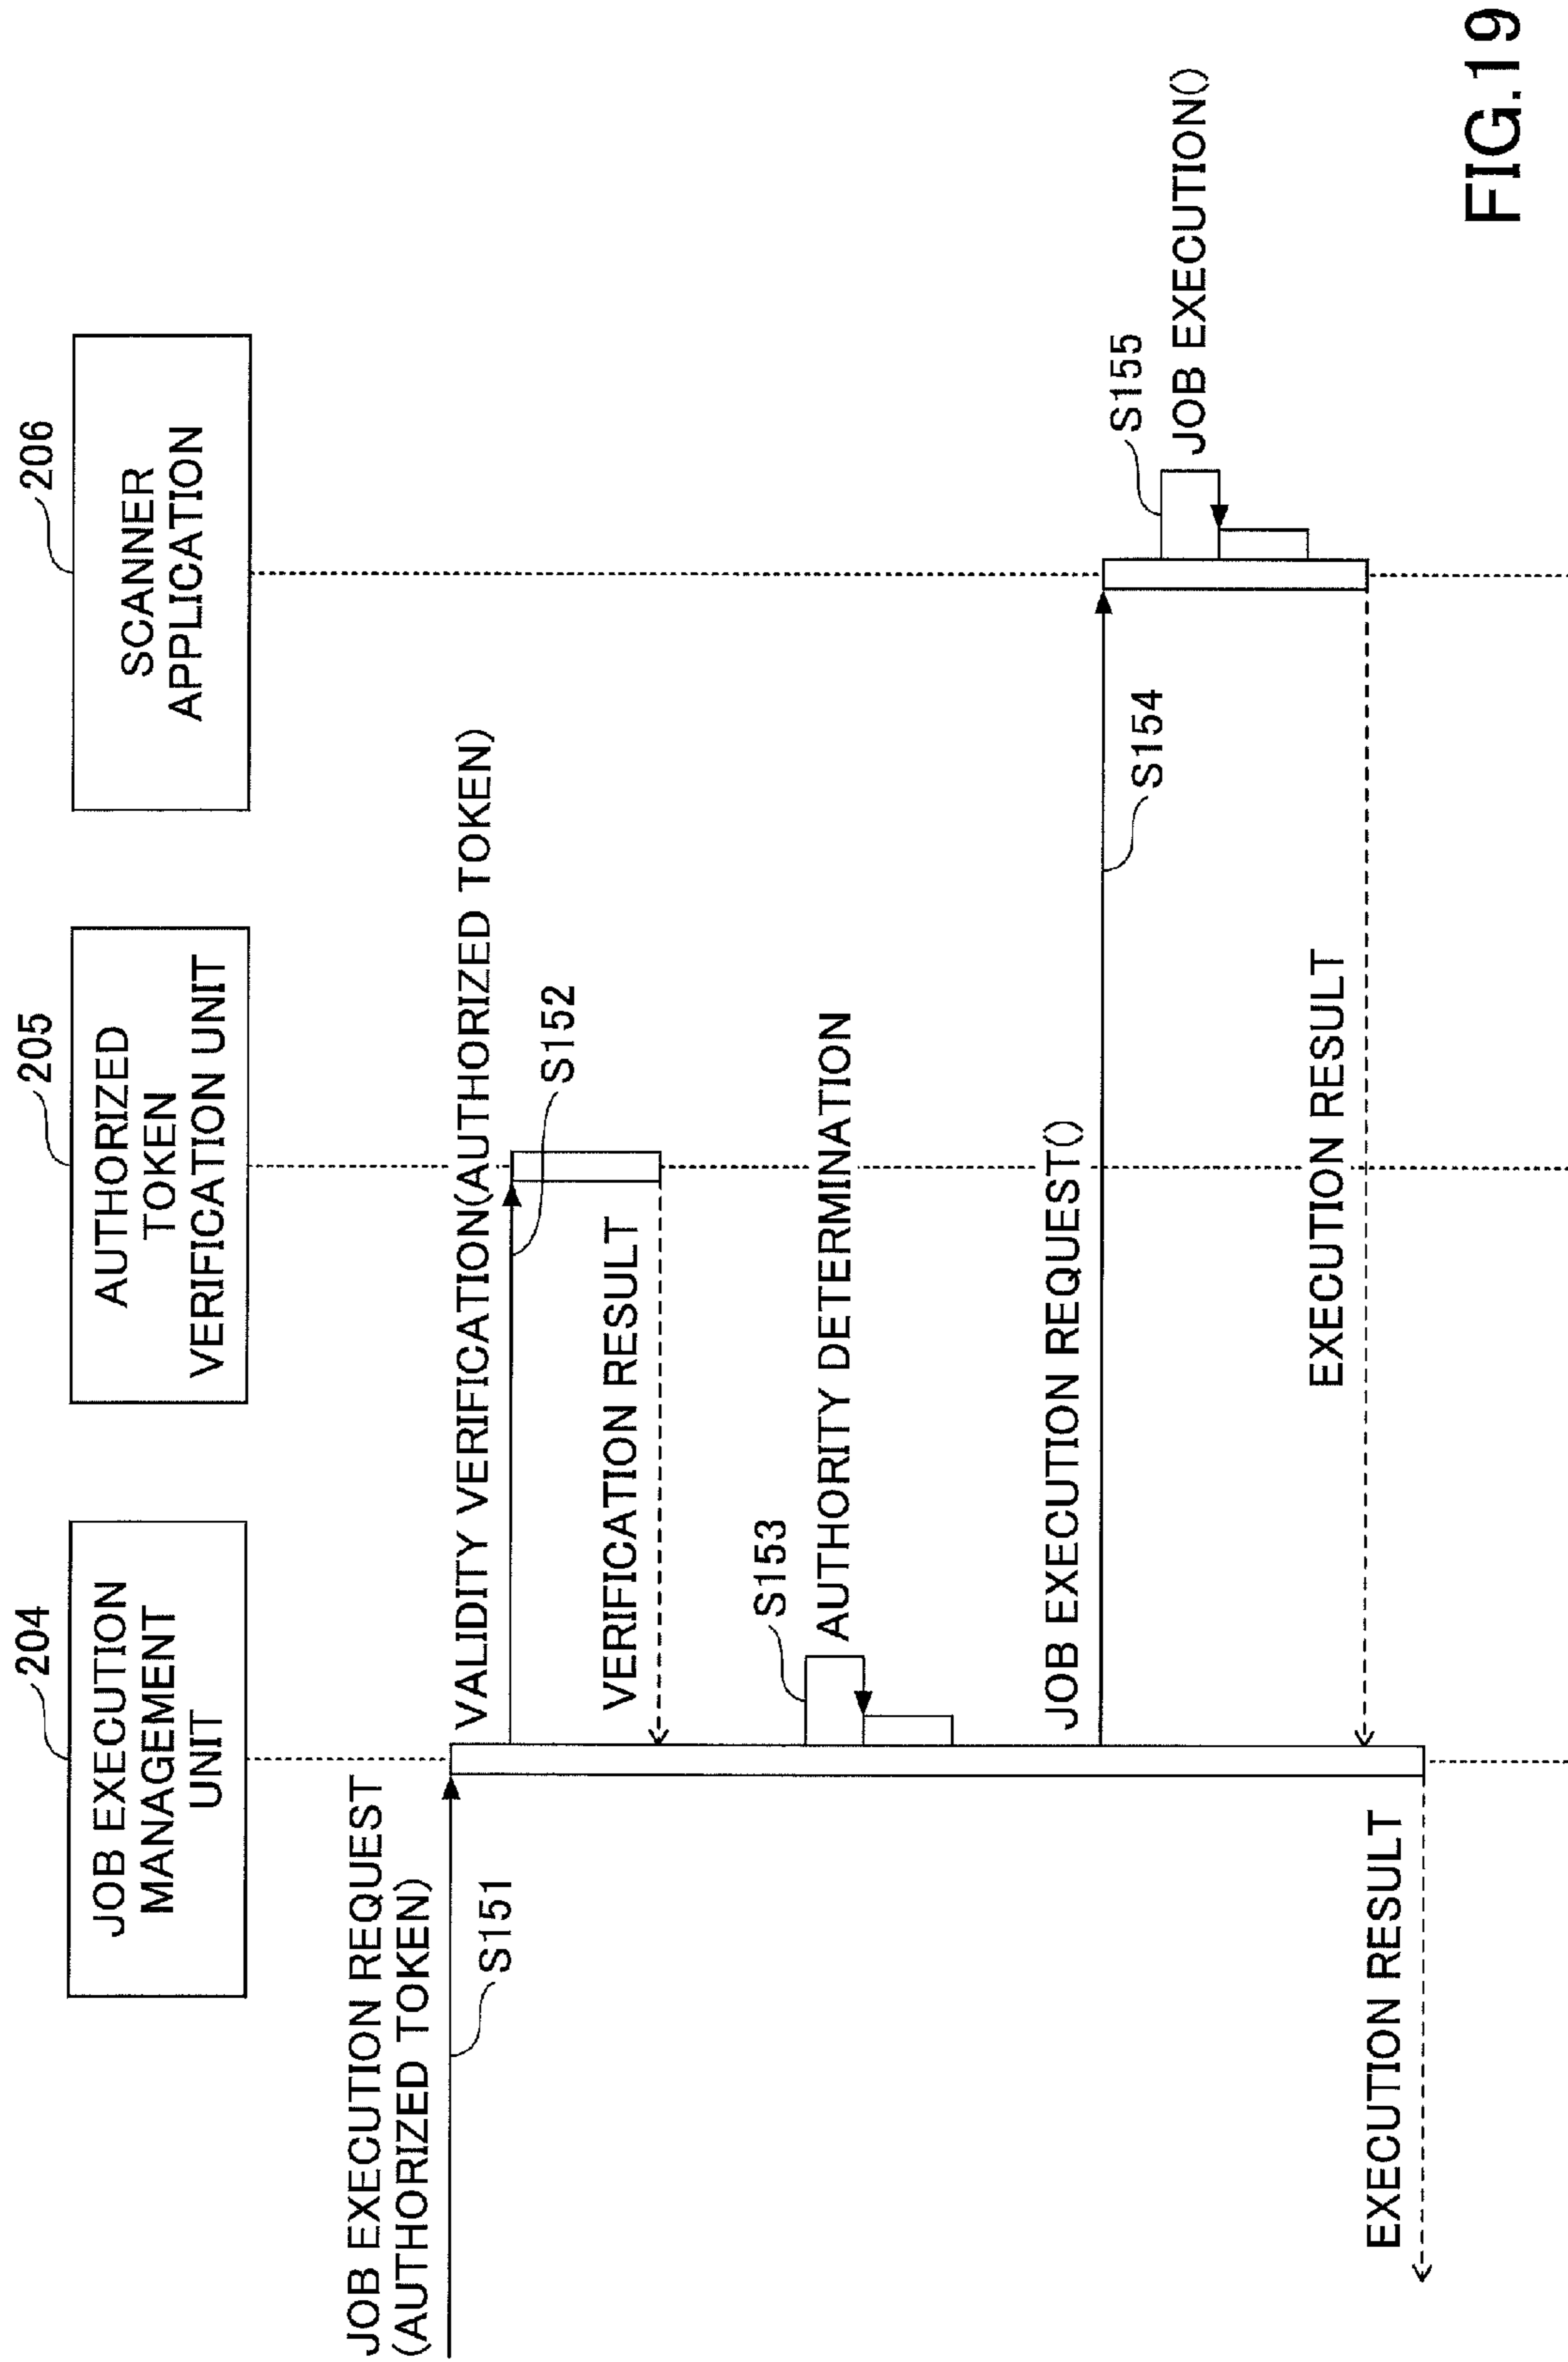 204
JOB EXECUTION
MANAGEMENT
UNIT
205
AUTHORIZED
TOKEN
VERIFICATION UNIT
206
SCANNER
APPLICATION
JOB EXECUTION REQUEST
(AUTHORIZED TOKEN)
S151
VALIDITY VERIFICATION(AUTHORIZED TOKEN)
S152
VERIFICATION RESULT
S153
AUTHORITY DETERMINATION
JOB EXECUTION REQUEST()
S154
S155
JOB EXECUTION()
EXECUTION RESULT
EXECUTION RESULT
FIG.19